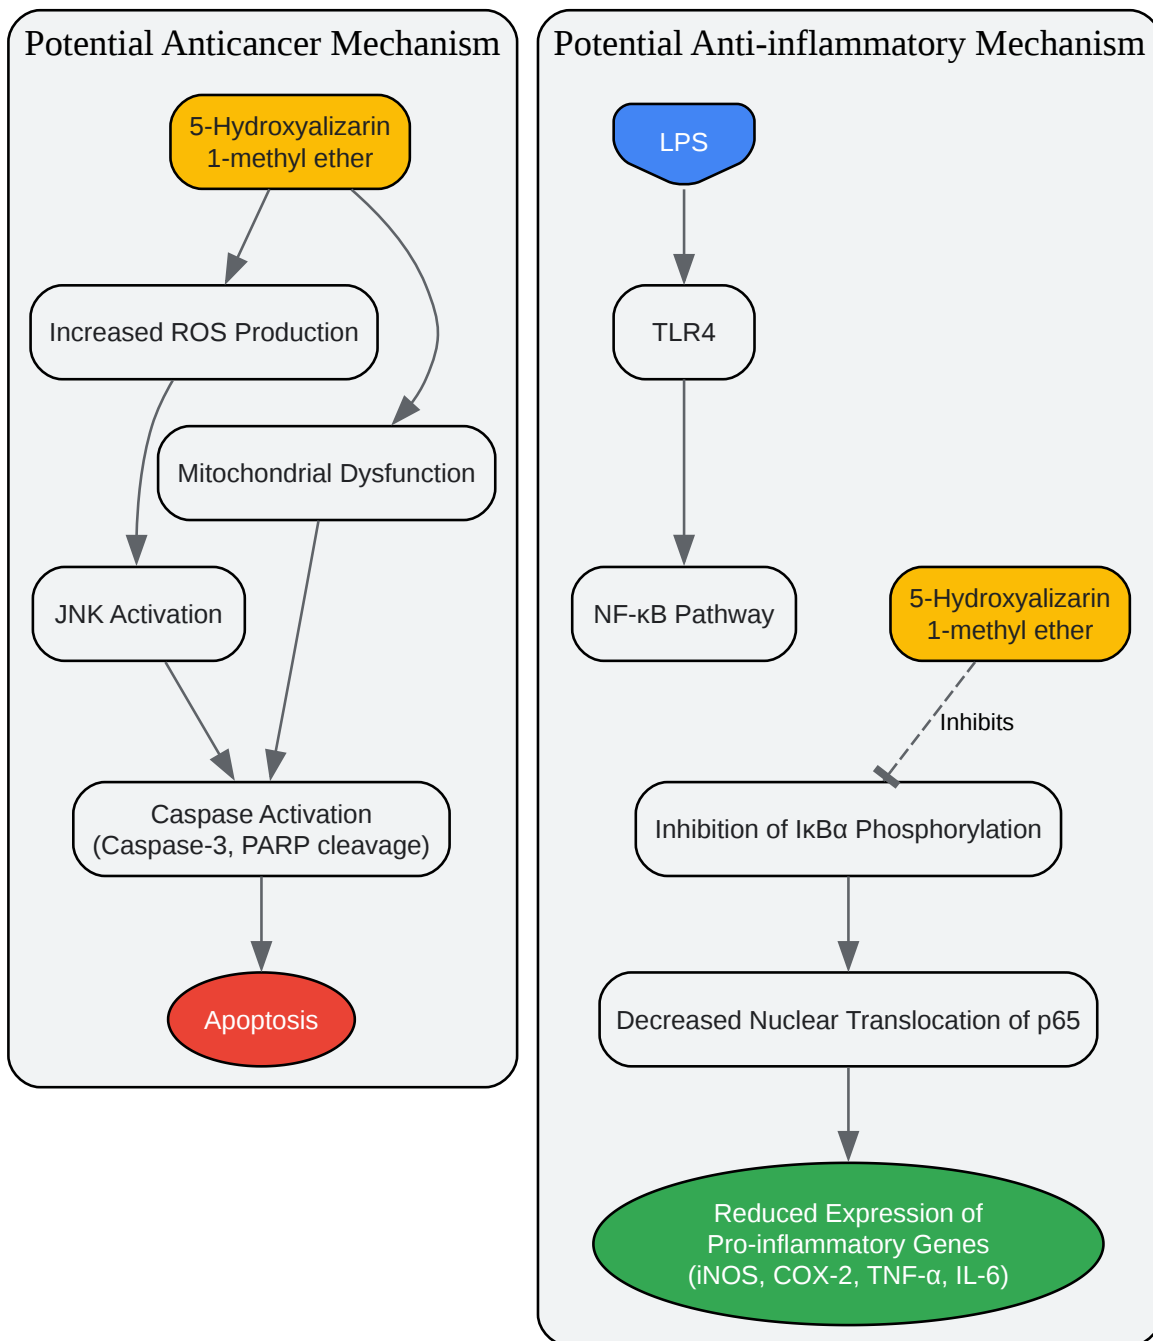 Potential Anticancer Mechanism
5-Hydroxyalizarin
1-methyl ether
Increased ROS Production
Mitochondrial Dysfunction
JNK Activation
Caspase Activation
(Caspase-3, PARP cleavage)
Apoptosis
Potential Anti-inflammatory Mechanism
LPS
TLR4
NF-κB Pathway
5-Hydroxyalizarin
1-methyl ether
Inhibits
Inhibition of IκBα Phosphorylation
Decreased Nuclear Translocation of p65
Reduced Expression of
Pro-inflammatory Genes
(iNOS, COX-2, TNF-α, IL-6)